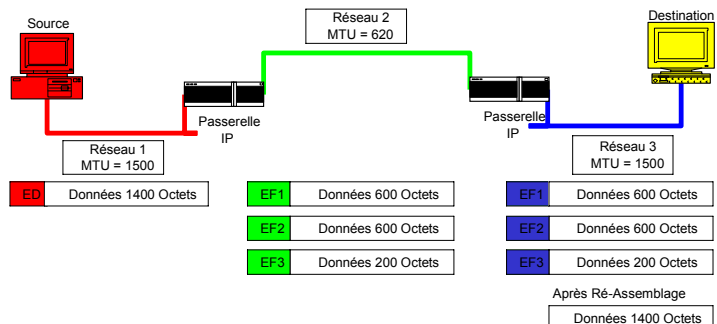 Source
Réseau 2
MTU = 620
Destination
Passerelle
IP
Passerelle
IP
Réseau 1
MTU = 1500
Réseau 3
MTU = 1500
ED Données 1400 Octets
EF1 Données 600 Octets
EF1 Données 600 Octets
EF2 Données 600 Octets
EF2 Données 600 Octets
EF3 Données 200 Octets
EF3 Données 200 Octets
Après Ré-Assemblage
Données 1400 Octets